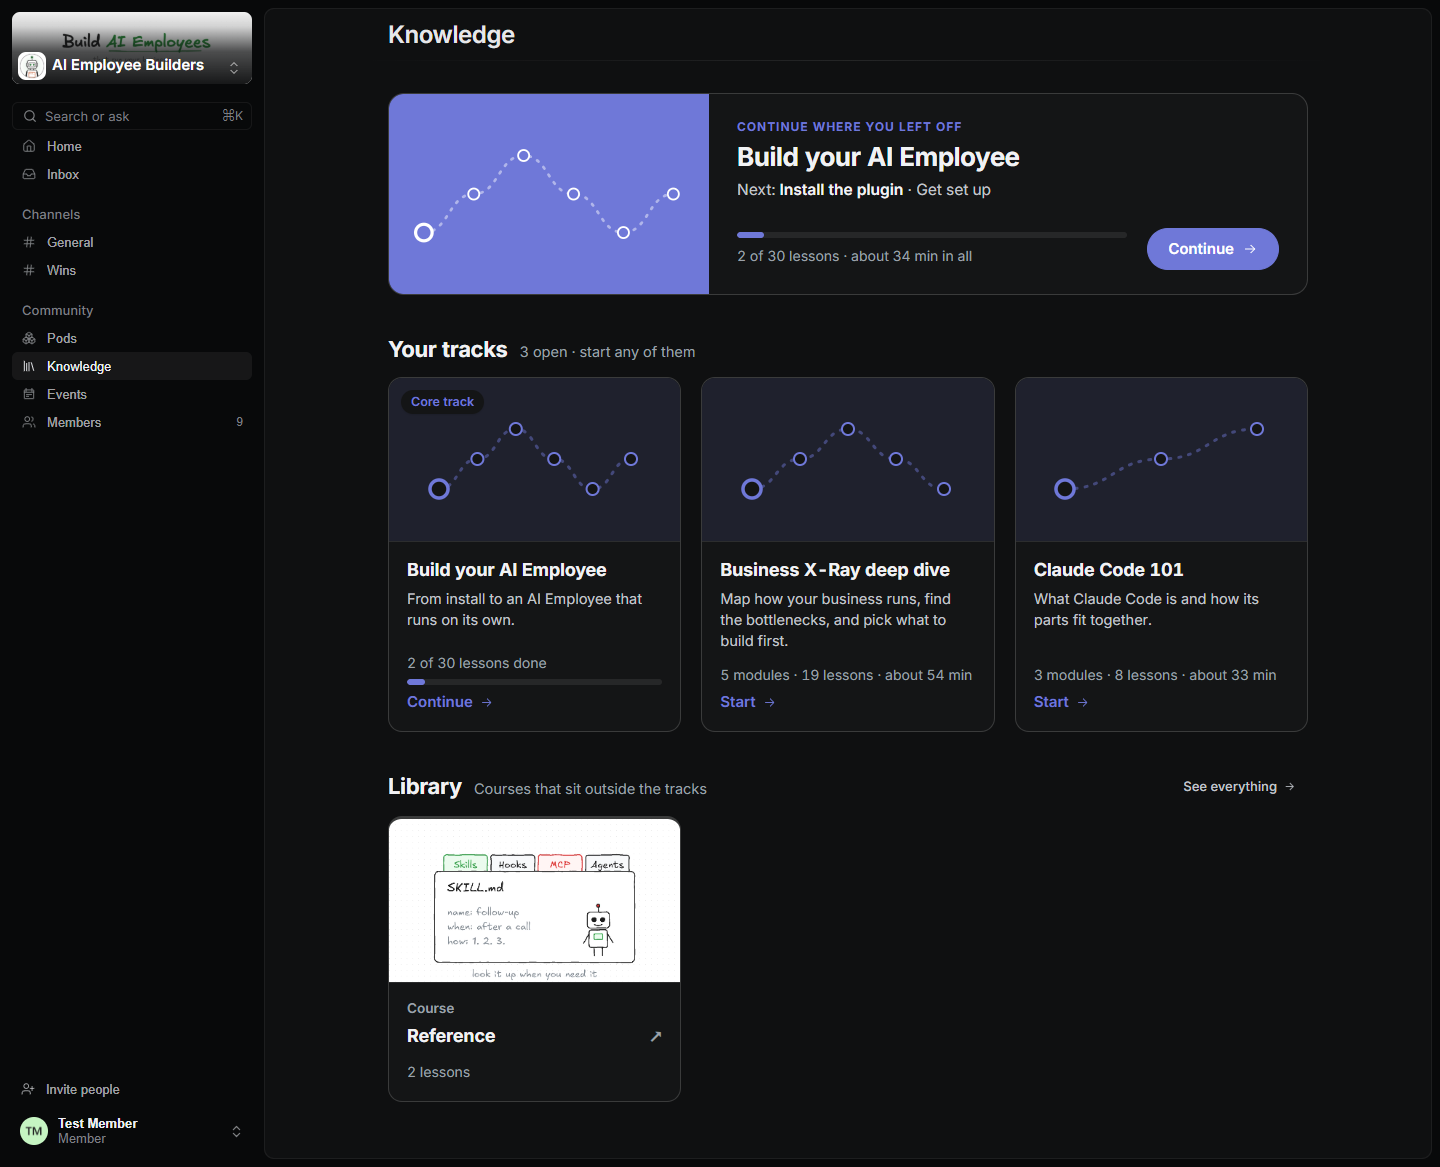 Build AI Employees
AI Employee Builders
Search or ask
⌘K
Home
Inbox
Channels
General
Wins
Community
Pods
Knowledge
Events
Members
9
Invite people
TM
Test Member
Member
Knowledge
CONTINUE WHERE YOU LEFT OFF
Build your AI Employee
Next: Install the plugin · Get set up
2 of 30 lessons · about 34 min in all
Continue →
Your tracks
3 open · start any of them
Core track
Build your AI Employee
From install to an AI Employee that
runs on its own.
2 of 30 lessons done
Continue →
Business X-Ray deep dive
Map how your business runs, find
the bottlenecks, and pick what to
build first.
5 modules · 19 lessons · about 54 min
Start →
Claude Code 101
What Claude Code is and how its
parts fit together.
3 modules · 8 lessons · about 33 min
Start →
Library
Courses that sit outside the tracks
See everything →
Skills
Hooks
MCP
Agents
SKILL.md
name: follow-up
when: after a call
how: 1. 2. 3.
look it up when you need it
Course
Reference
2 lessons